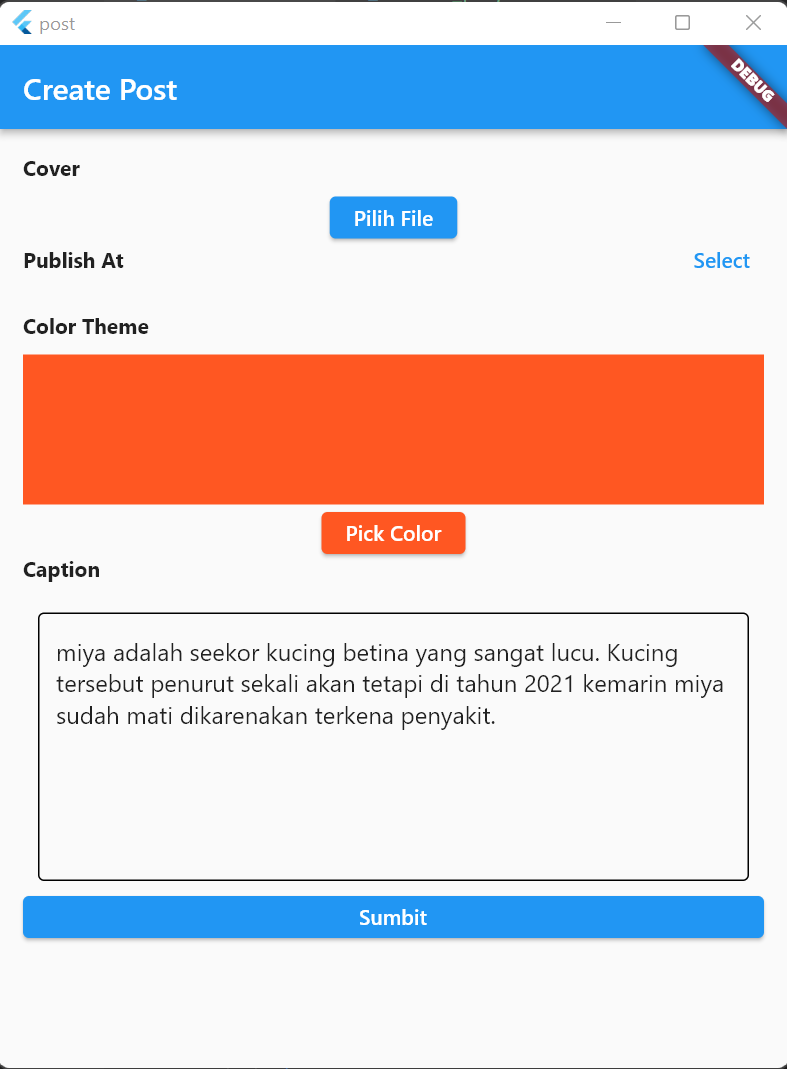 post
Create Post
DEBUG
Cover
Pilih File
Publish At
Select
Color Theme
Pick Color
Caption
miya adalah seekor kucing betina yang sangat lucu. Kucing
tersebut penurut sekali akan tetapi di tahun 2021 kemarin miya
sudah mati dikarenakan terkena penyakit.
Sumbit